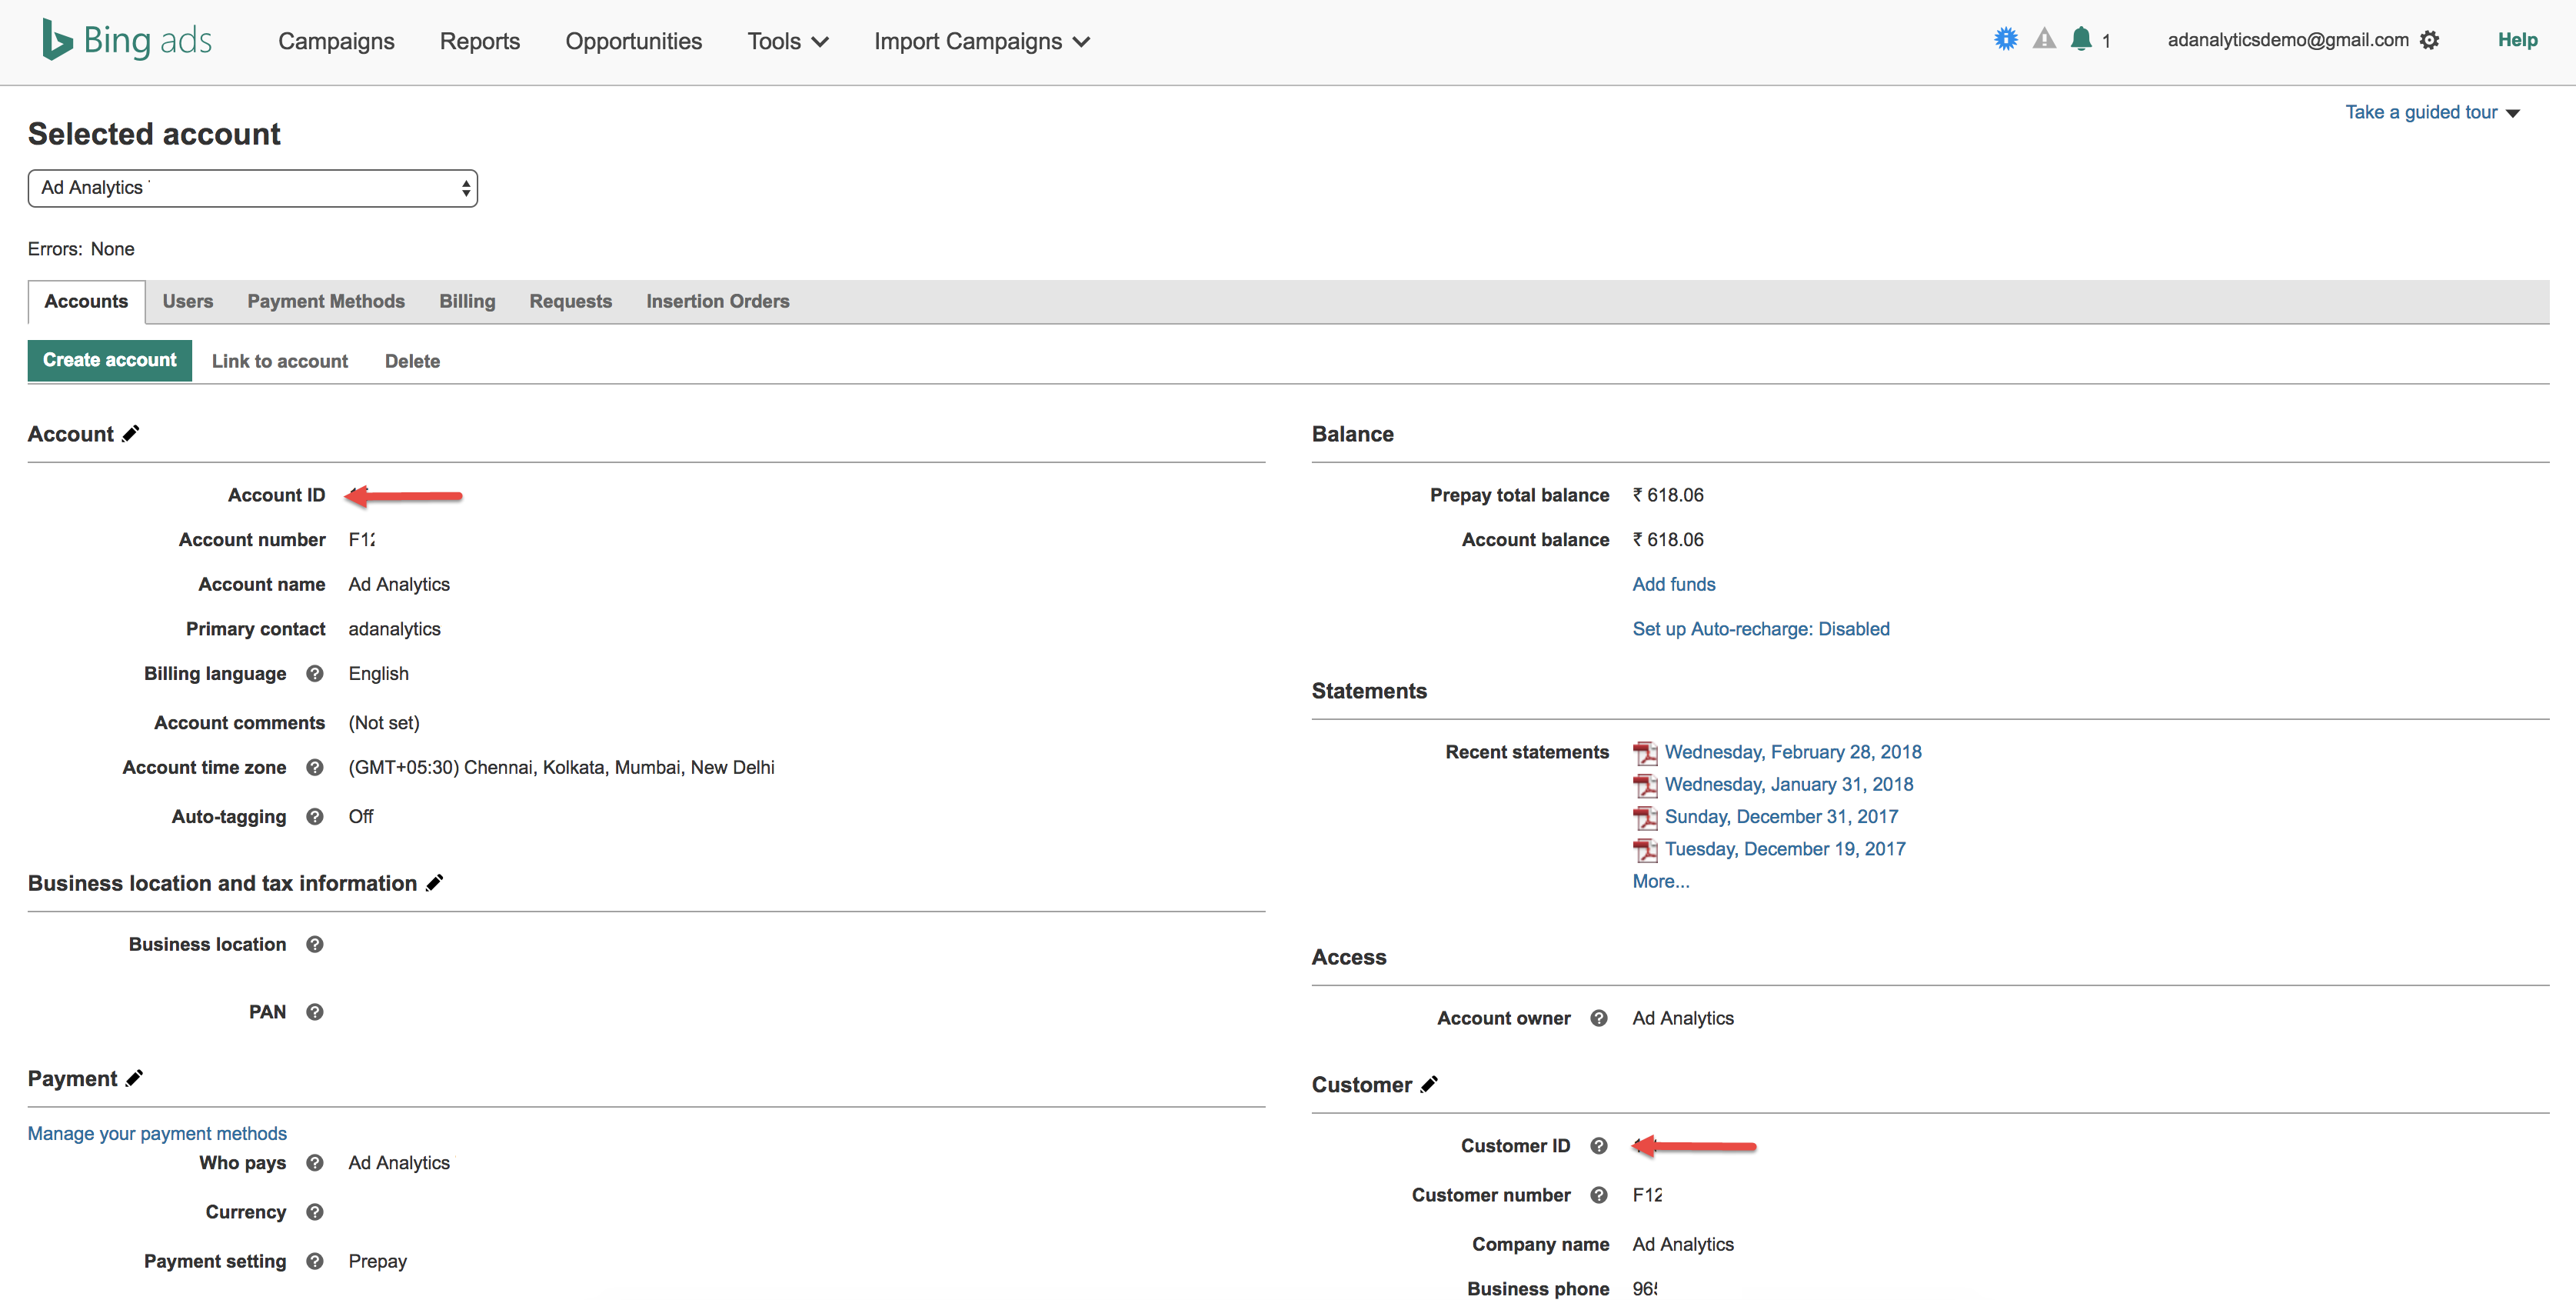 Bing ads Campaigns Reports Opportunities Tools Import Campaigns 1 adanalyticsdemo@gmail.com Help
Take a guided tour
Selected account
Ad Analytics
Errors: None
Accounts Users Payment Methods Billing Requests Insertion Orders
Create account Link to account Delete
Account
Account ID
Account number F12
Account name Ad Analytics
Primary contact adanalytics
Billing language English
Account comments (Not set)
Account time zone (GMT+05:30) Chennai, Kolkata, Mumbai, New Delhi
Auto-tagging Off
Business location and tax information
Business location
PAN
Payment
Manage your payment methods
Who pays Ad Analytics
Currency
Payment setting Prepay
Balance
Prepay total balance ₹ 618.06
Account balance ₹ 618.06
Add funds
Set up Auto-recharge: Disabled
Statements
Recent statements Wednesday, February 28, 2018
Wednesday, January 31, 2018
Sunday, December 31, 2017
Tuesday, December 19, 2017
More...
Access
Account owner Ad Analytics
Customer
Customer ID
Customer number F12
Company name Ad Analytics
Business phone 965